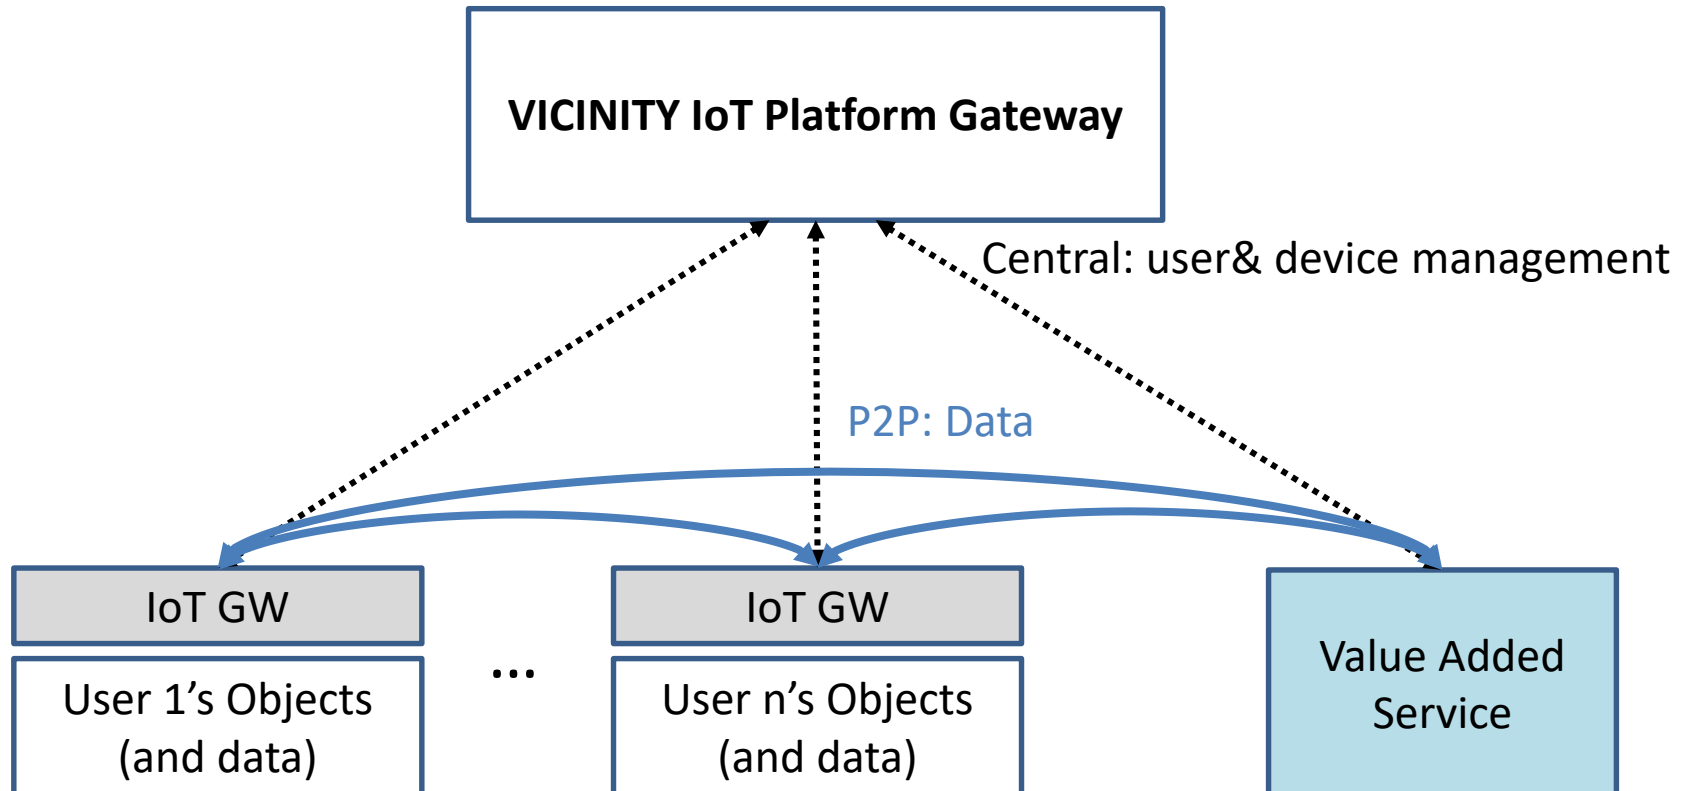 VICINITY IoT Platform Gateway
Central: user& device management
P2P: Data
IoT GW
IoT GW
...
User 1’s Objects
(and data)
User n’s Objects
(and data)
Value Added
Service